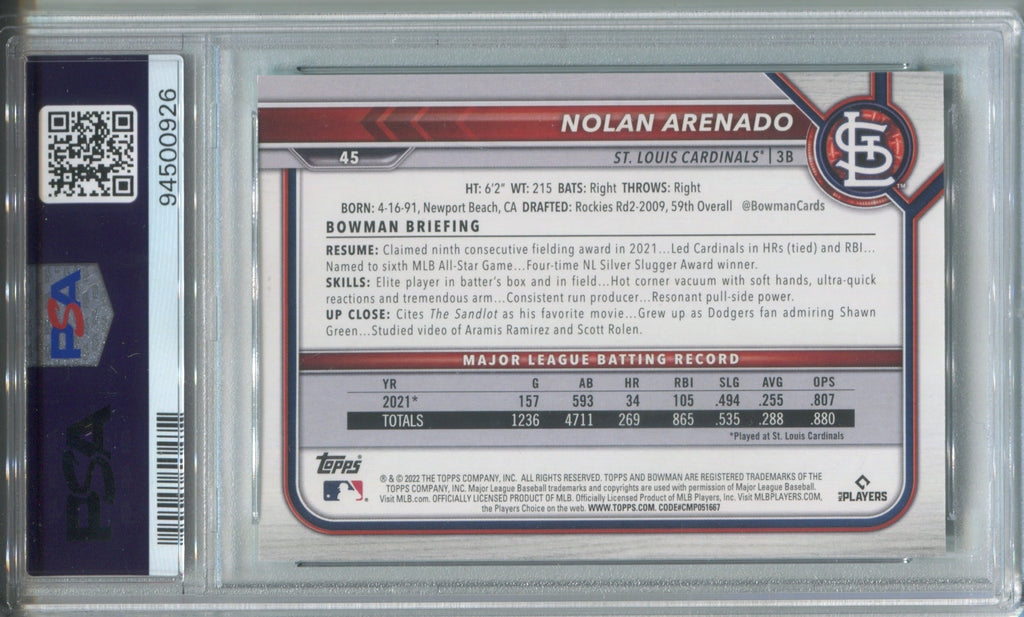 94500926
PSA
PSA
NOLAN ARENADO
45
ST. LOUIS CARDINALS* | 3B
STL
TM
HT: 6'2" WT: 215 BATS: Right THROWS: Right
BORN: 4-16-91, Newport Beach, CA DRAFTED: Rockies Rd2-2009, 59th Overall @BowmanCards
BOWMAN BRIEFING
RESUME: Claimed ninth consecutive fielding award in 2021...Led Cardinals in HRs (tied) and RBI...
Named to sixth MLB All-Star Game...Four-time NL Silver Slugger Award winner.
SKILLS: Elite player in batter's box and in field...Hot corner vacuum with soft hands, ultra-quick
reactions and tremendous arm...Consistent run producer...Resonant pull-side power.
UP CLOSE: Cites The Sandlot as his favorite movie...Grew up as Dodgers fan admiring Shawn
Green...Studied video of Aramis Ramirez and Scott Rolen.
MAJOR LEAGUE BATTING RECORD
YR G AB HR RBI SLG AVG OPS
2021* 157 593 34 105 .494 .255 .807
TOTALS 1236 4711 269 865 .535 .288 .880
*Played at St. Louis Cardinals
Topps
® & © 2022 THE TOPPS COMPANY, INC. ALL RIGHTS RESERVED. TOPPS AND BOWMAN ARE REGISTERED TRADEMARKS OF THE
TOPPS COMPANY, INC. Major League Baseball trademarks and copyrights are used with permission of Major League Baseball.
Visit MLB.com. OFFICIALLY LICENSED PRODUCT OF MLB. Officially Licensed Product of MLB Players, Inc. Visit MLBPLAYERS.COM,
the Players Choice on the web. WWW.TOPPS.COM. CODE#CMP051667
MLB PLAYERS